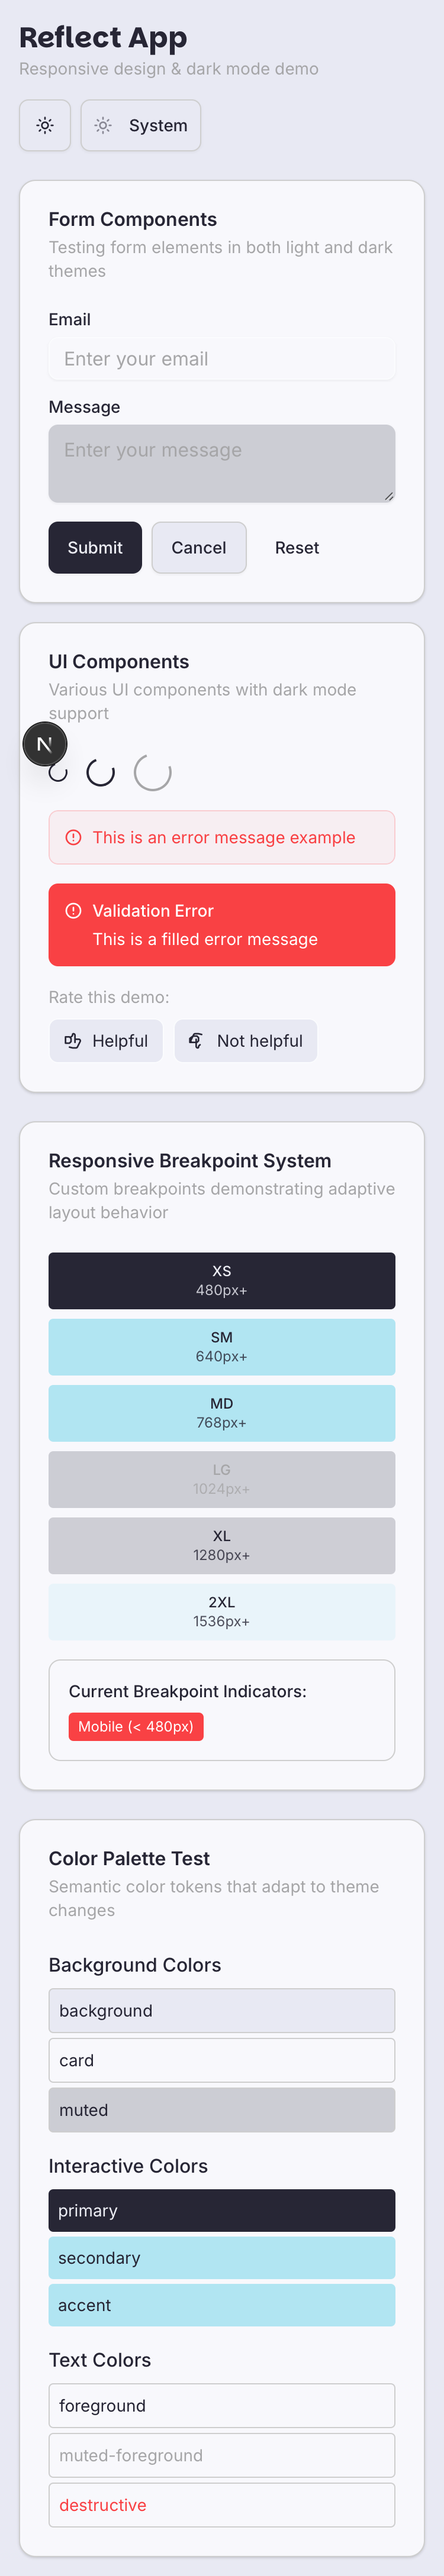 Reflect App
Responsive design & dark mode demo
System
Form Components
Testing form elements in both light and dark
themes
Email
Enter your email
Message
Enter your message
Submit Cancel Reset
UI Components
Various UI components with dark mode
support
N
This is an error message example
Validation Error
This is a filled error message
Rate this demo:
Helpful Not helpful
Responsive Breakpoint System
Custom breakpoints demonstrating adaptive
layout behavior
XS
480px+
SM
640px+
MD
768px+
LG
1024px+
XL
1280px+
2XL
1536px+
Current Breakpoint Indicators:
Mobile (< 480px)
Color Palette Test
Semantic color tokens that adapt to theme
changes
Background Colors
background
card
muted
Interactive Colors
primary
secondary
accent
Text Colors
foreground
muted-foreground
destructive